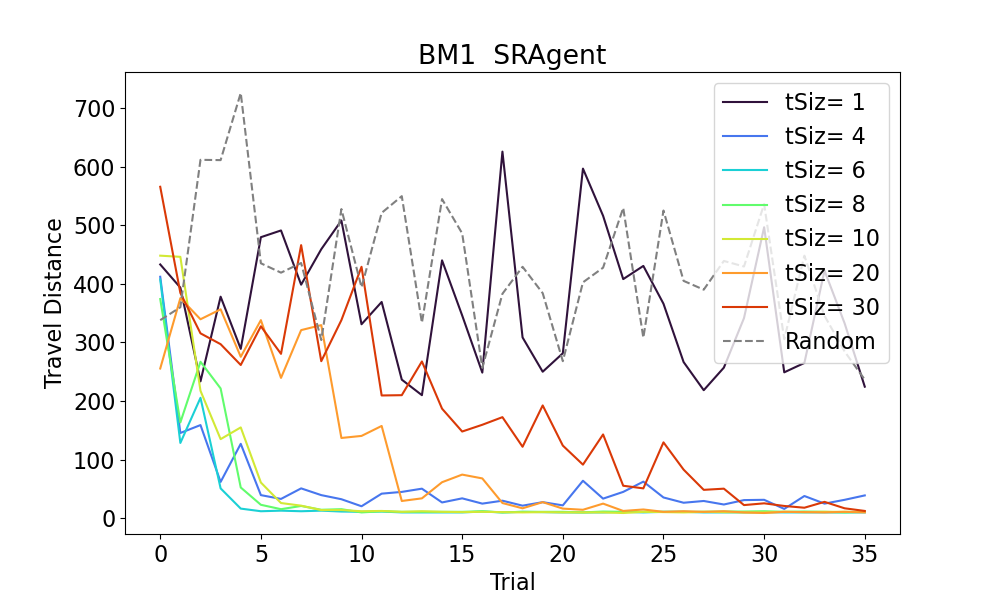 BM1  SRAgent
Travel Distance
700
600
500
400
300
200
100
0
tSiz= 1
tSiz= 4
tSiz= 6
tSiz= 8
tSiz= 10
tSiz= 20
tSiz= 30
Random
0 5 10 15 20 25 30 35
Trial